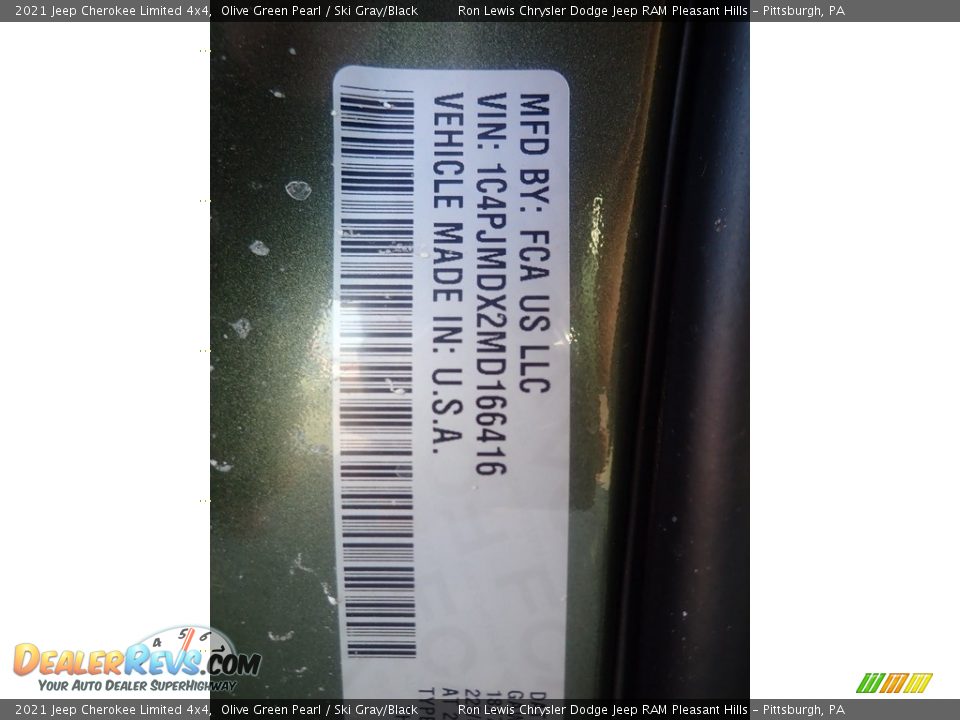 2021 Jeep Cherokee Limited 4x4, Olive Green Pearl / Ski Gray/Black Ron Lewis Chrysler Dodge Jeep RAM Pleasant Hills - Pittsburgh, PA
MFD BY: FCA US LLC
VIN: 1C4PJMDX2MD166416
VEHICLE MADE IN: U.S.A.
4 5 6
DEALERREVS.COM
YOUR AUTO DEALER SUPERHIGHWAY
2021 Jeep Cherokee Limited 4x4, Olive Green Pearl / Ski Gray/Black Ron Lewis Chrysler Dodge Jeep RAM Pleasant Hills - Pittsburgh, PA